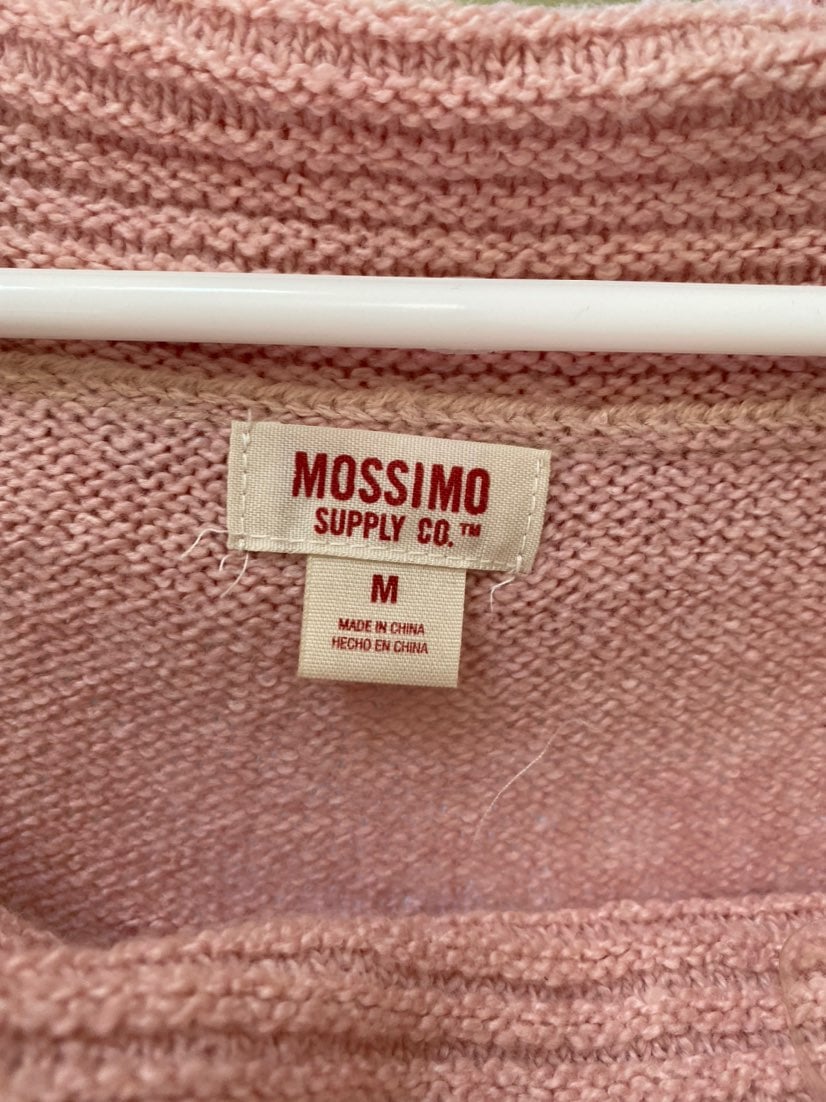 MOSSIMO
SUPPLY CO.™
M
MADE IN CHINA
HECHO EN CHINA